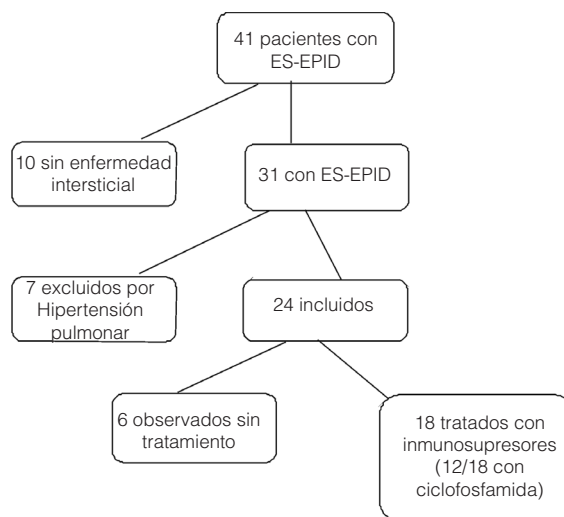 41 pacientes con
ES-EPID
10 sin enfermedad
intersticial
31 con ES-EPID
7 excluidos por
Hipertensión
pulmonar
24 incluidos
6 observados sin
tratamiento
18 tratados con
inmunosupresores
(12/18 con
ciclofosfamida)